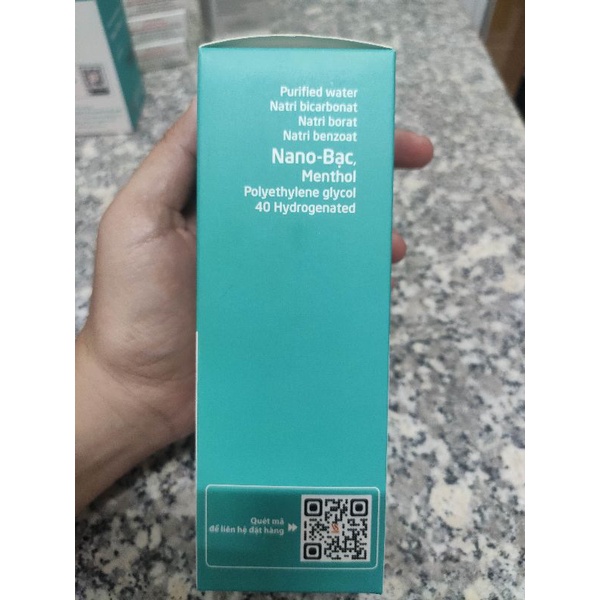 Purified water
Natri bicarbonat
Natri borat
Natri benzoat
Nano-Bạc,
Menthol
Polyethylene glycol
40 Hydrogenated
Quét mã
để liên hệ đặt hàng